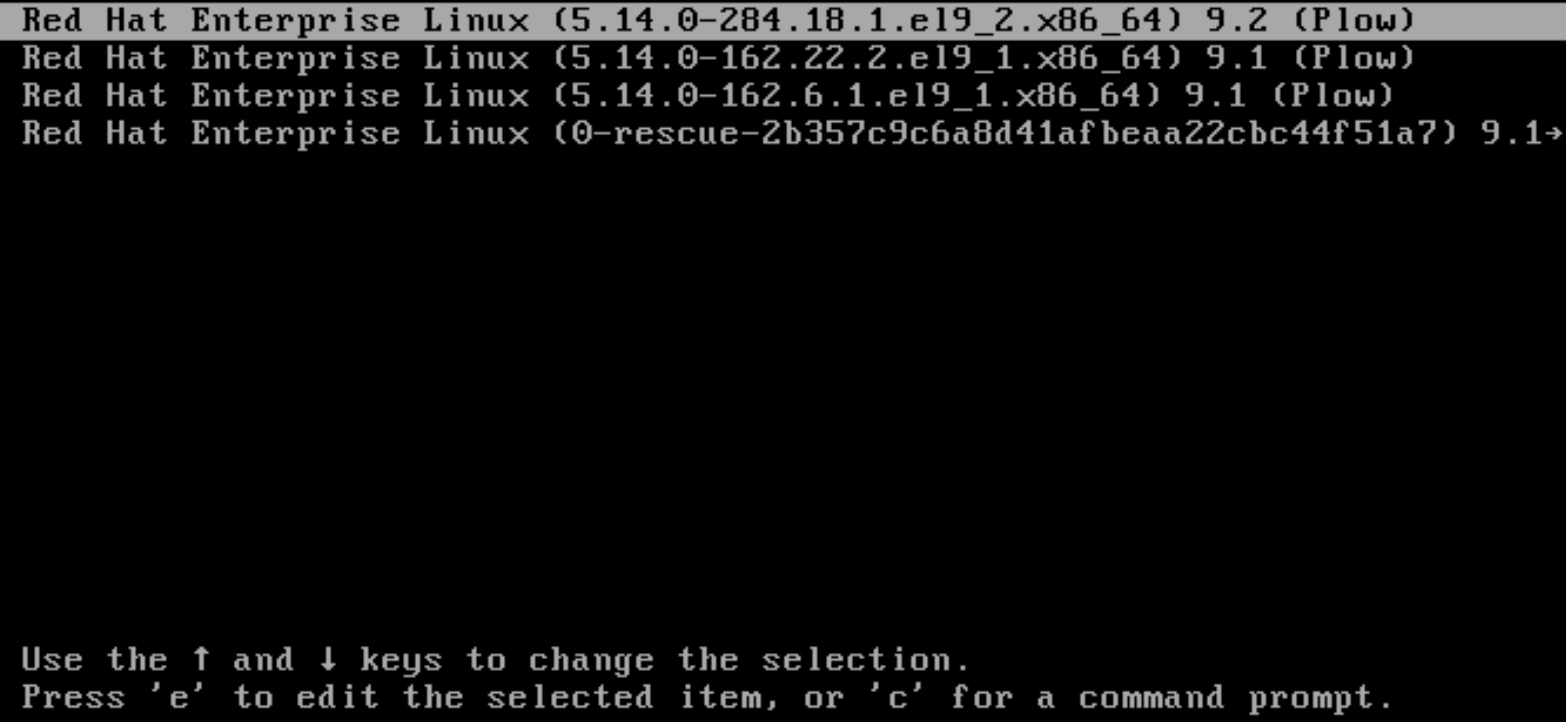 Red Hat Enterprise Linux (5.14.0-284.18.1.el9_2.x86_64) 9.2 (Plow)
Red Hat Enterprise Linux (5.14.0-162.22.2.el9_1.x86_64) 9.1 (Plow)
Red Hat Enterprise Linux (5.14.0-162.6.1.el9_1.x86_64) 9.1 (Plow)
Red Hat Enterprise Linux (0-rescue-2b357c9c6a8d41afbeaa22cbc44f51a7) 9.1→
Use the ↑ and ↓ keys to change the selection.
Press 'e' to edit the selected item, or 'c' for a command prompt.